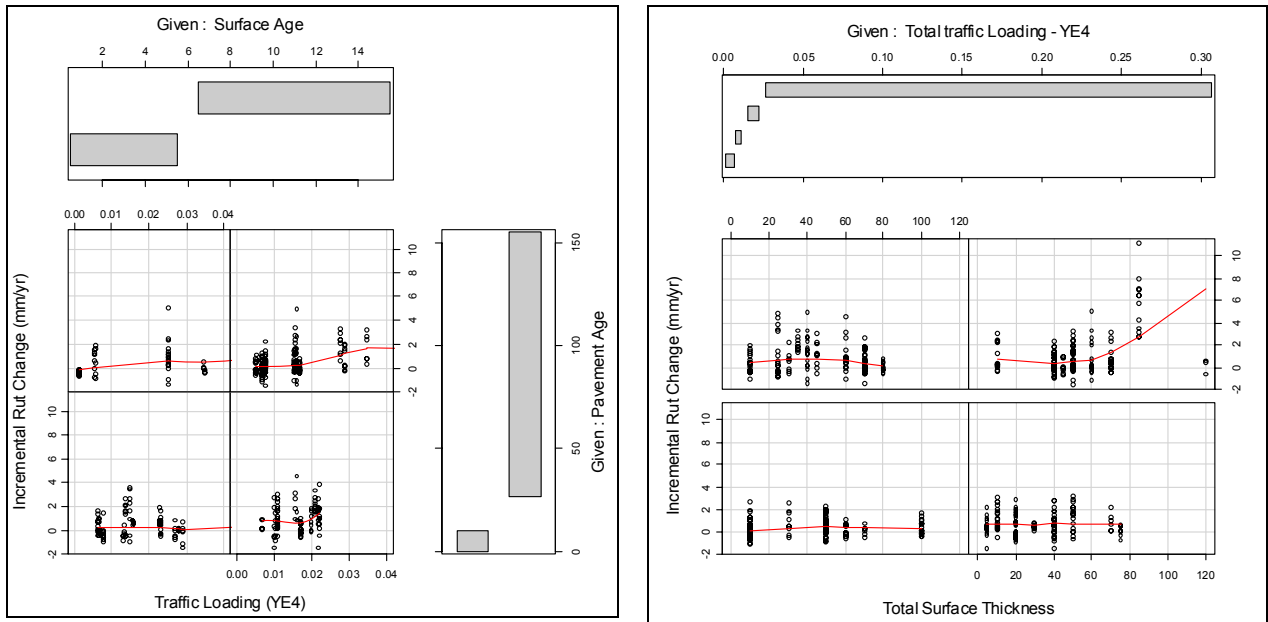 Given : Surface Age
2 4 6 8 10 12 14
0.00 0.01 0.02 0.03 0.04
Incremental Rut Change (mm/yr)
10 8 6 4 2 0 -2
10 8 6 4 2 0 -2
0.00 0.01 0.02 0.03 0.04
Traffic Loading (YE4)
150 100 50 0
Given : Pavement Age
Given : Total traffic Loading - YE4
0.00 0.05 0.10 0.15 0.20 0.25 0.30
0 20 40 60 80 100 120
Incremental Rut Change (mm/yr)
10 8 6 4 2 0 -2
10 8 6 4 2 0 -2
0 20 40 60 80 100 120
Total Surface Thickness